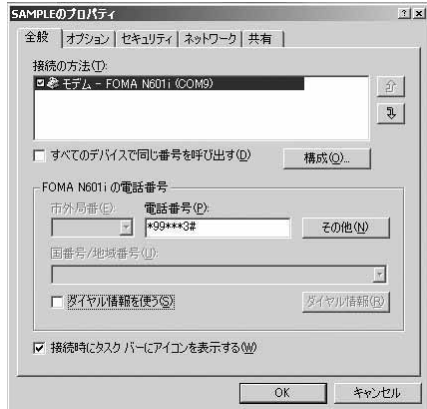 SAMPLEのプロパティ
全般 オプション セキュリティ ネットワーク 共有
接続の方法(T):
モデム - FOMA N601i (COM9)
すべてのデバイスで同じ番号を呼び出す(D) 構成(O)...
FOMA N601i の電話番号
市外局番(E): 電話番号(P):
*99***3# その他(N)
国番号/地域番号(U):
ダイヤル情報を使う(S) ダイヤル情報(R)
接続時にタスク バーにアイコンを表示する(W)
OK キャンセル